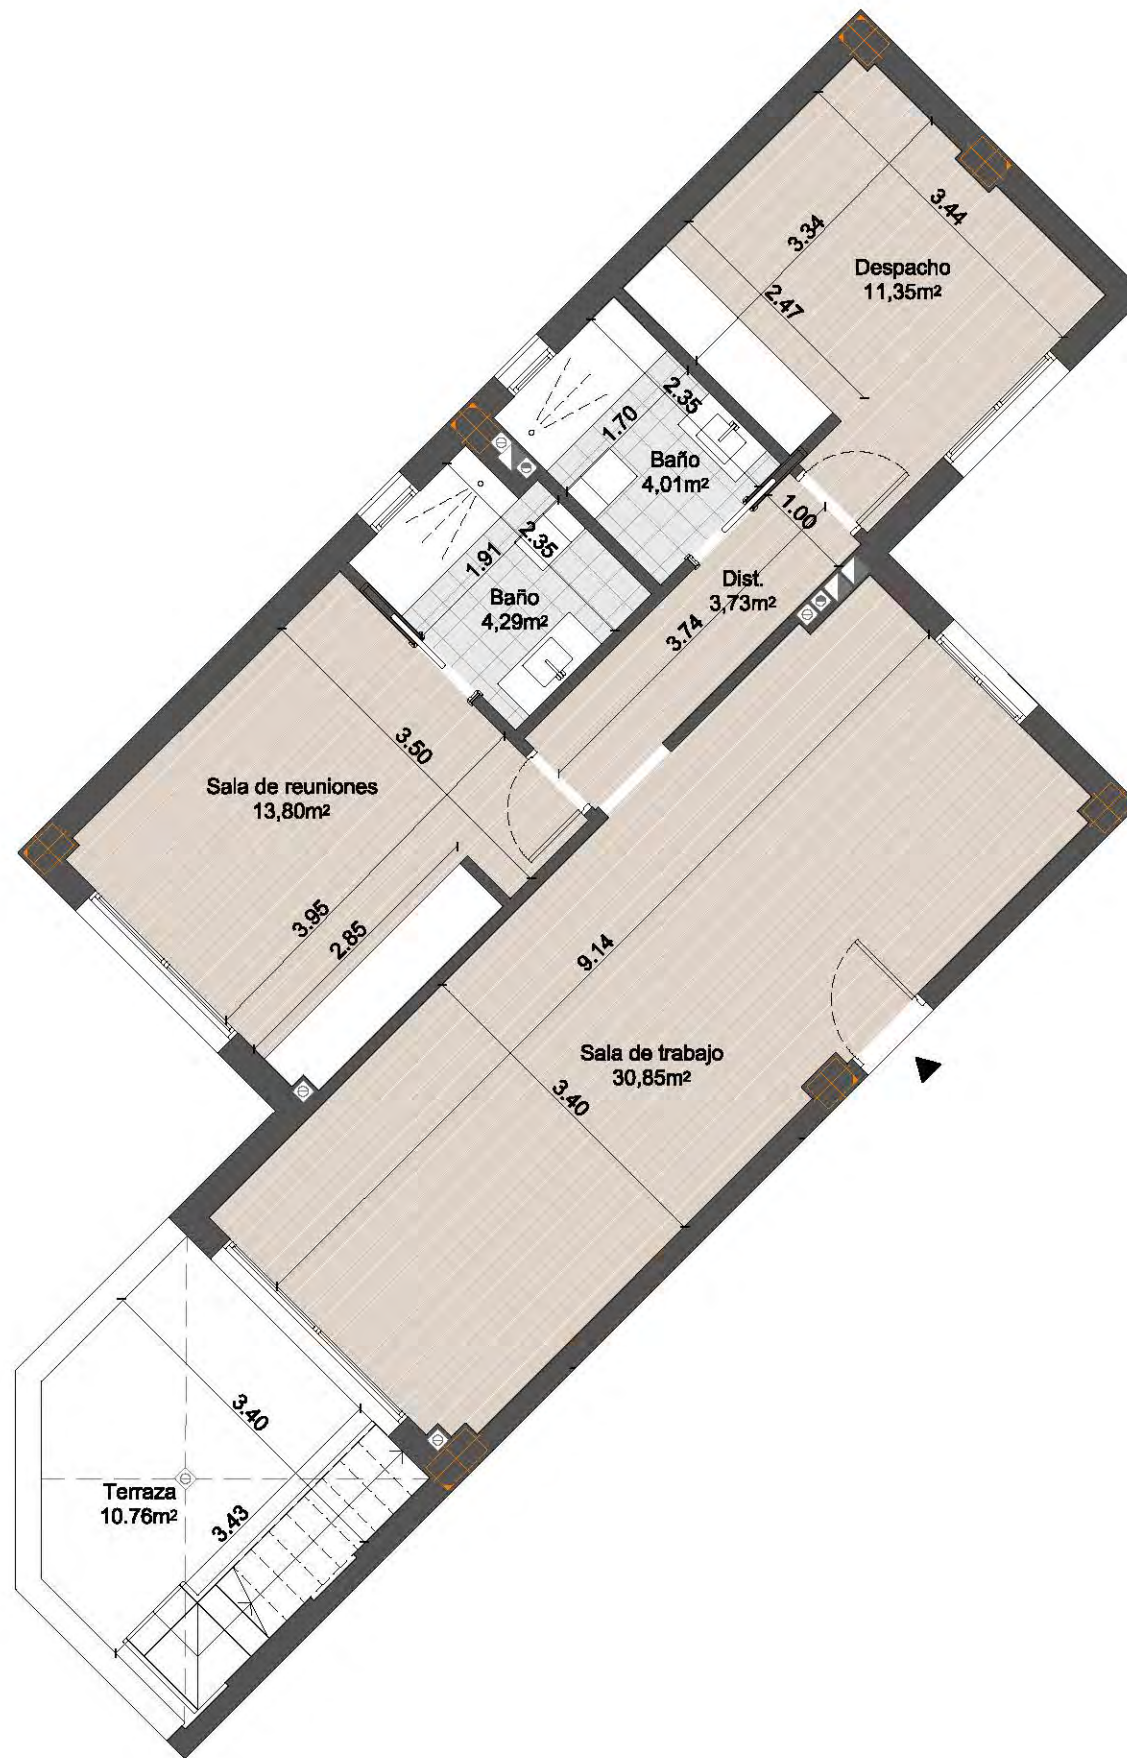 3.44
3.34
Despacho
11,35m²
2.47
2.35
1.70
Baño
4,01m²
1.00
2.35
1.91
Baño
4,29m²
Dist.
3,73m²
3.74
3.50
Sala de reuniones
13,80m²
3.95
2.85
9.14
Sala de trabajo
30,85m²
3.40
3.40
Terraza
10.76m²
3.43